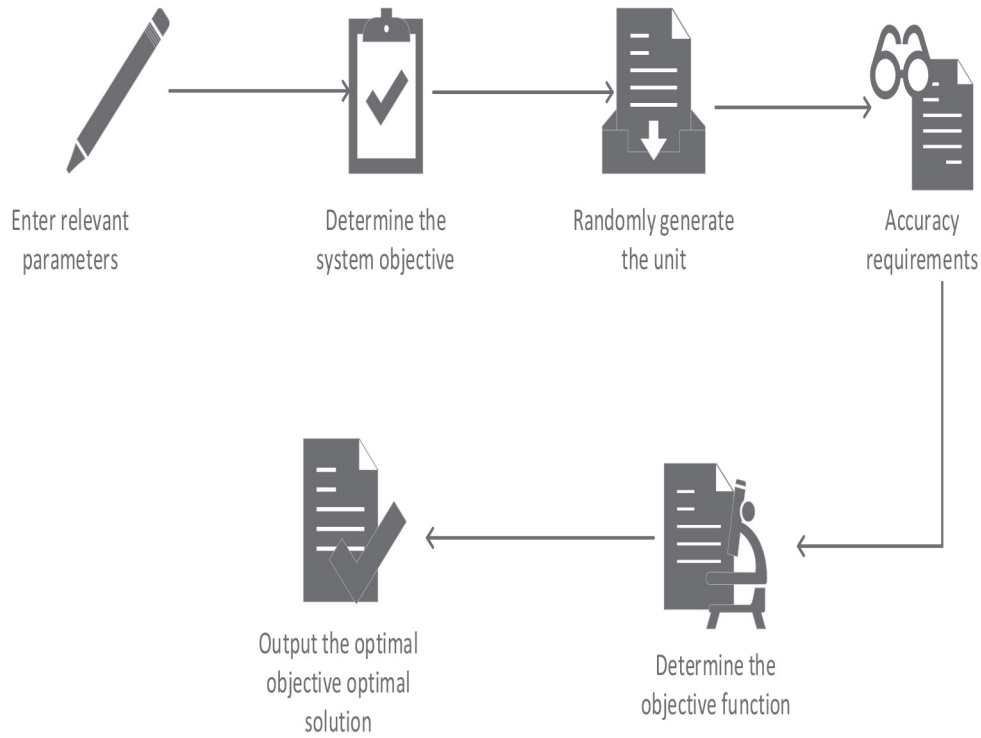 Enter relevant
parameters
Determine the
system objective
Randomly generate
the unit
Accuracy
requirements
Determine the
objective function
Output the optimal
objective optimal
solution